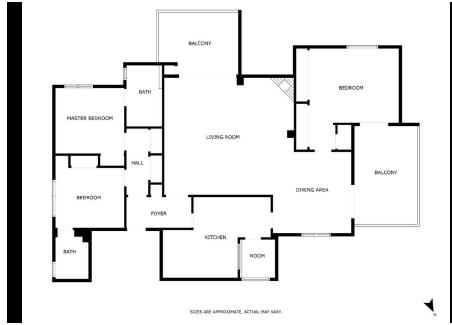 BALCONY
BATH
BEDROOM
MASTER BEDROOM
LIVING ROOM
HALL
BALCONY
BEDROOM
DINING AREA
FOYER
KITCHEN
BATH
ROOM
SIZES ARE APPROXIMATE, ACTUAL MAY VARY.